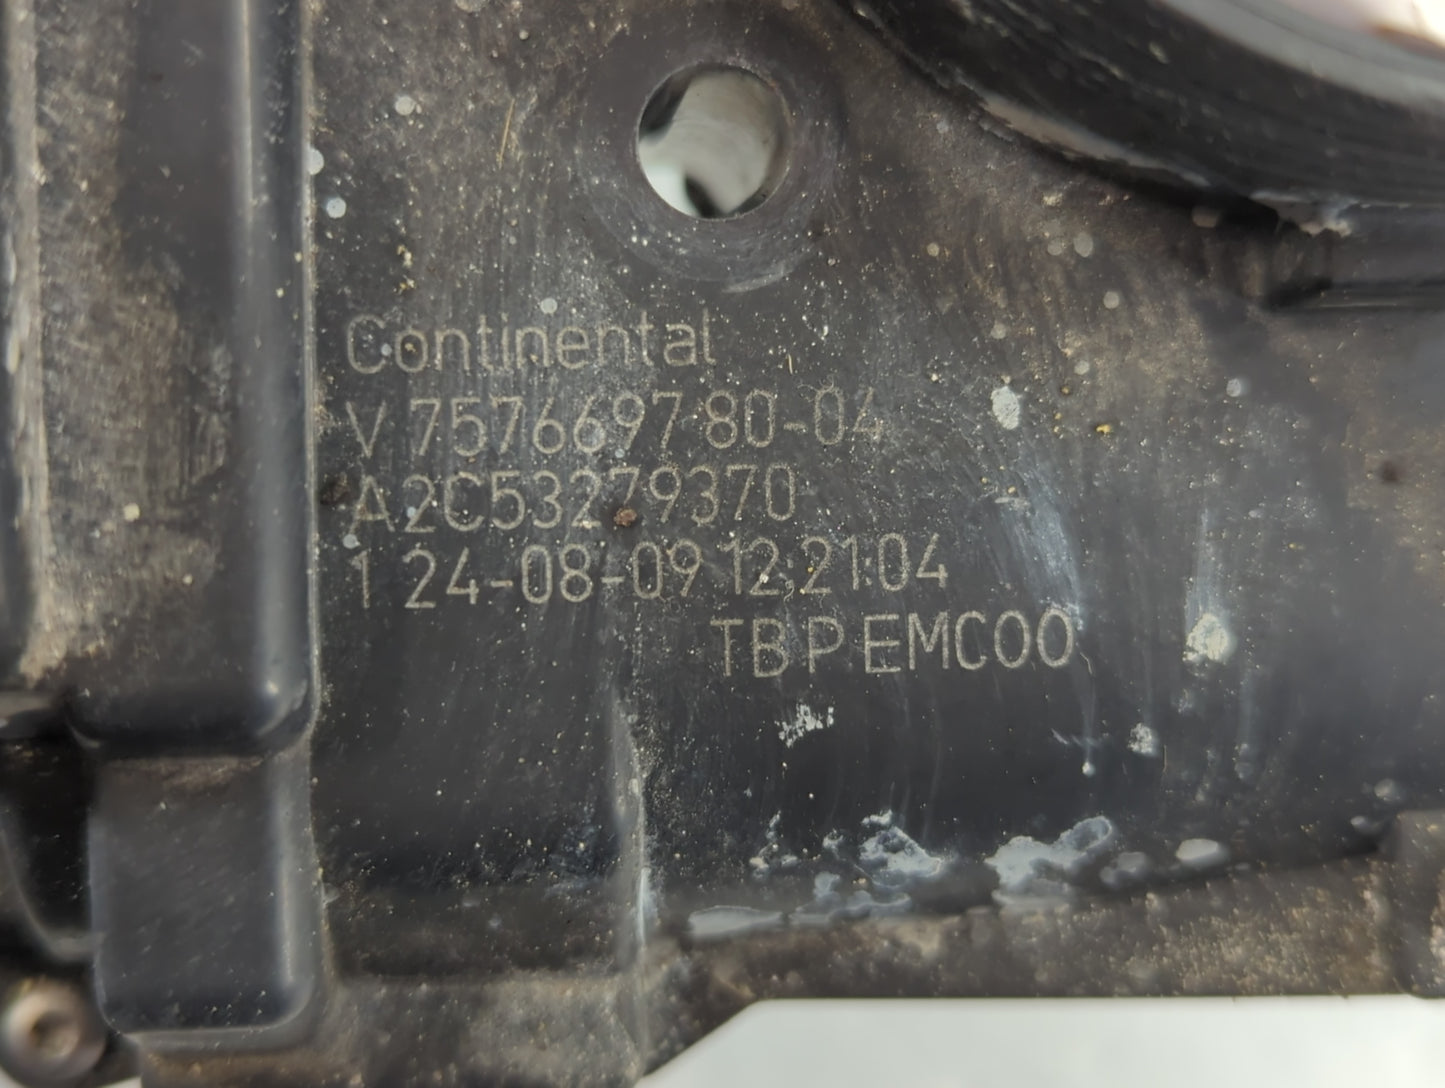 Continental
V 7576697 80-04
A2C53279370
1 24-08-09 12:21:04
TB P EMC00